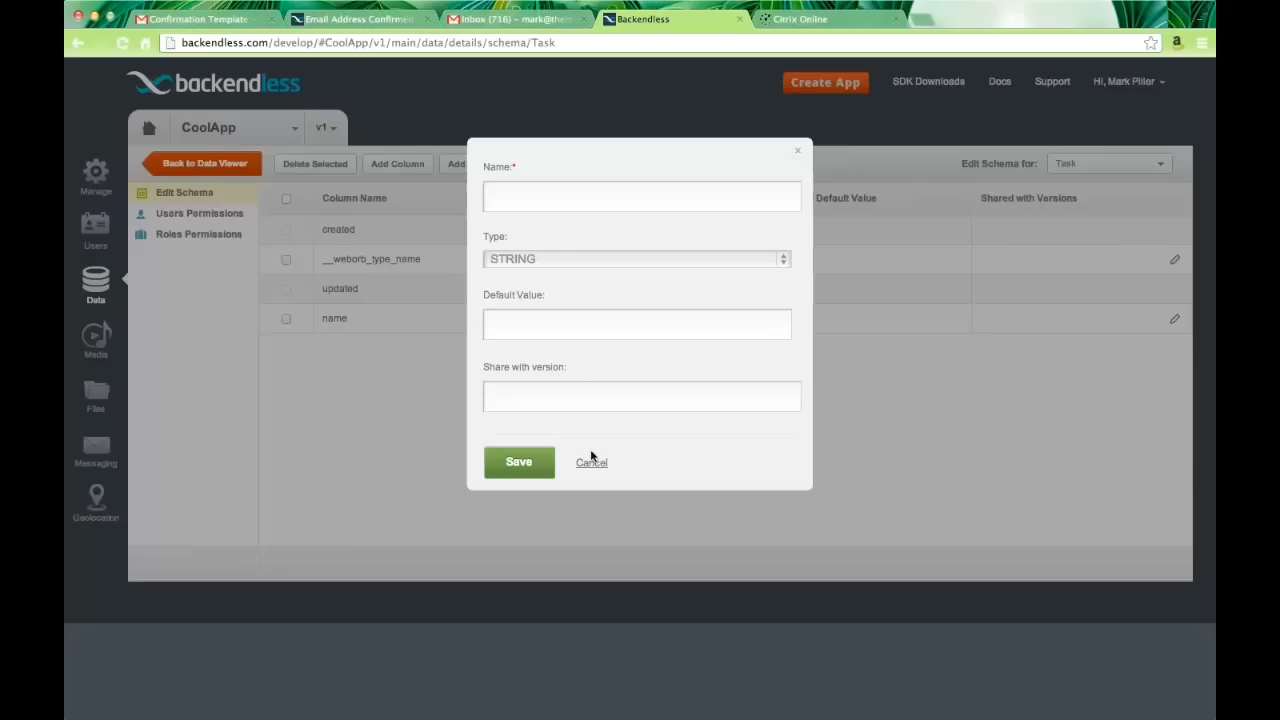 Confirmation Template
Email Address Confirmed
Inbox (716) – mark@them
Backendless
Citrix Online
backendless.com/develop/#CoolApp/v1/main/data/details/schema/Task
backendless
Create App
SDK Downloads
Docs
Support
Hi, Mark Piller
CoolApp
v1
Back to Data Viewer
Delete Selected
Add Column
Add
Edit Schema for:
Task
Manage
Users
Data
Media
Files
Messaging
Geolocation
Edit Schema
Users Permissions
Roles Permissions
Column Name
Default Value
Shared with Versions
created
__weborb_type_name
updated
name
Name:*
Type:
STRING
Default Value:
Share with version:
Save
Cancel